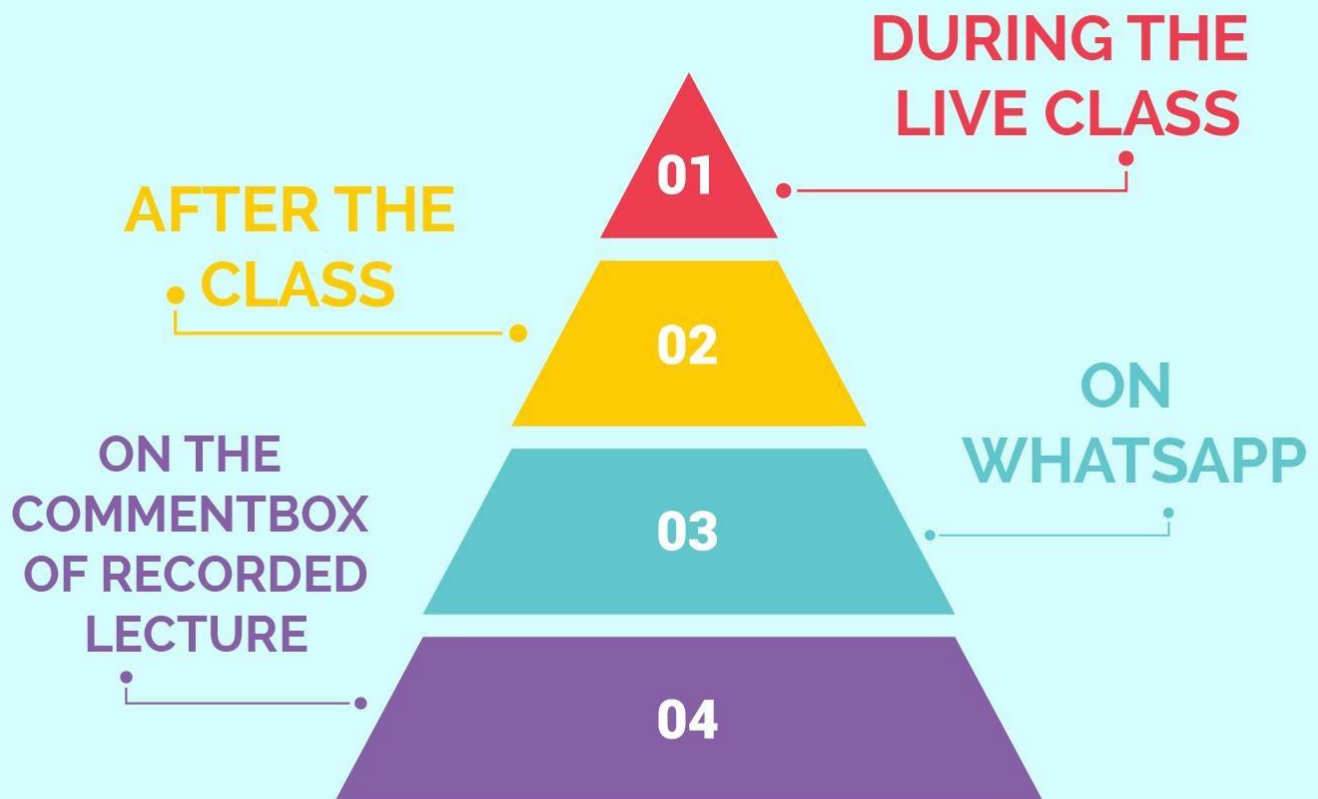 DURING THE
LIVE CLASS
01
AFTER THE
CLASS
02
ON
WHATSAPP
03
ON THE
COMMENTBOX
OF RECORDED
LECTURE
04